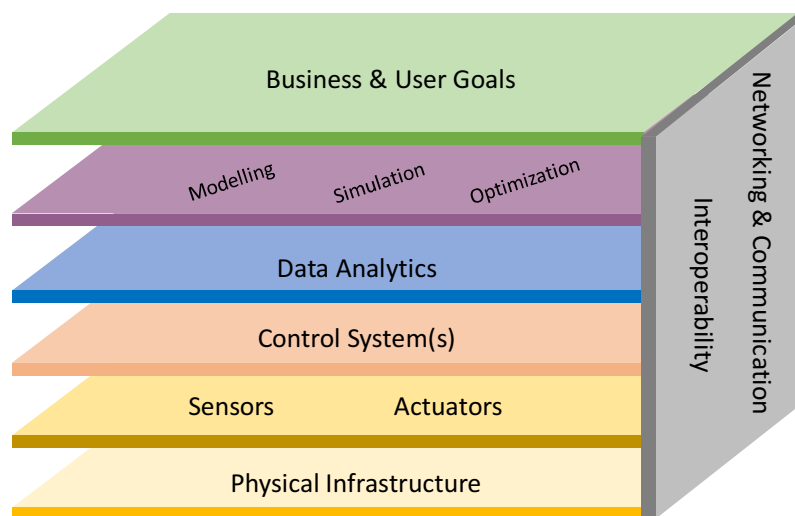 Business & User Goals
Modelling
Simulation
Optimization
Data Analytics
Control System(s)
Sensors
Actuators
Physical Infrastructure
Networking & Communication
Interoperability